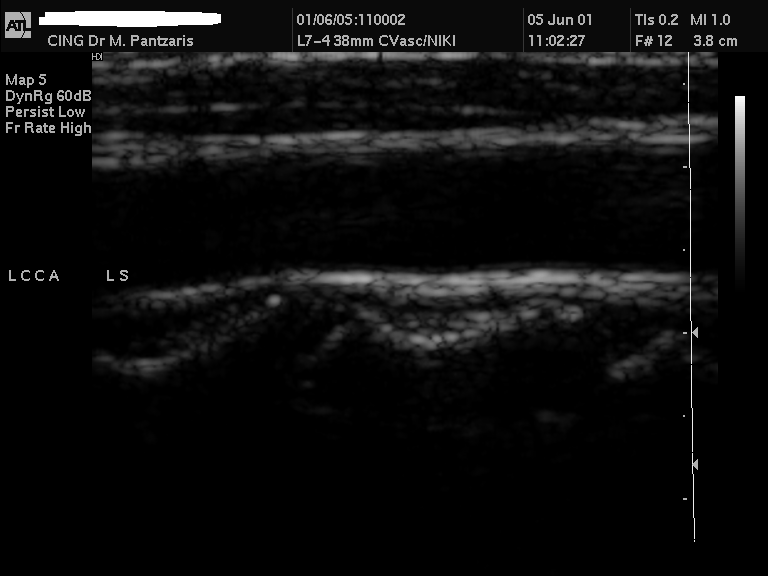 ATL
CING Dr M. Pantzaris
01/06/05:110002
L7-4 38mm CVasc/NIKI
05 Jun 01
11:02:27
TIs 0.2 MI 1.0
F# 12 3.8 cm
HDI
Map 5
DynRg 60dB
Persist Low
Fr Rate High
LCCA LS